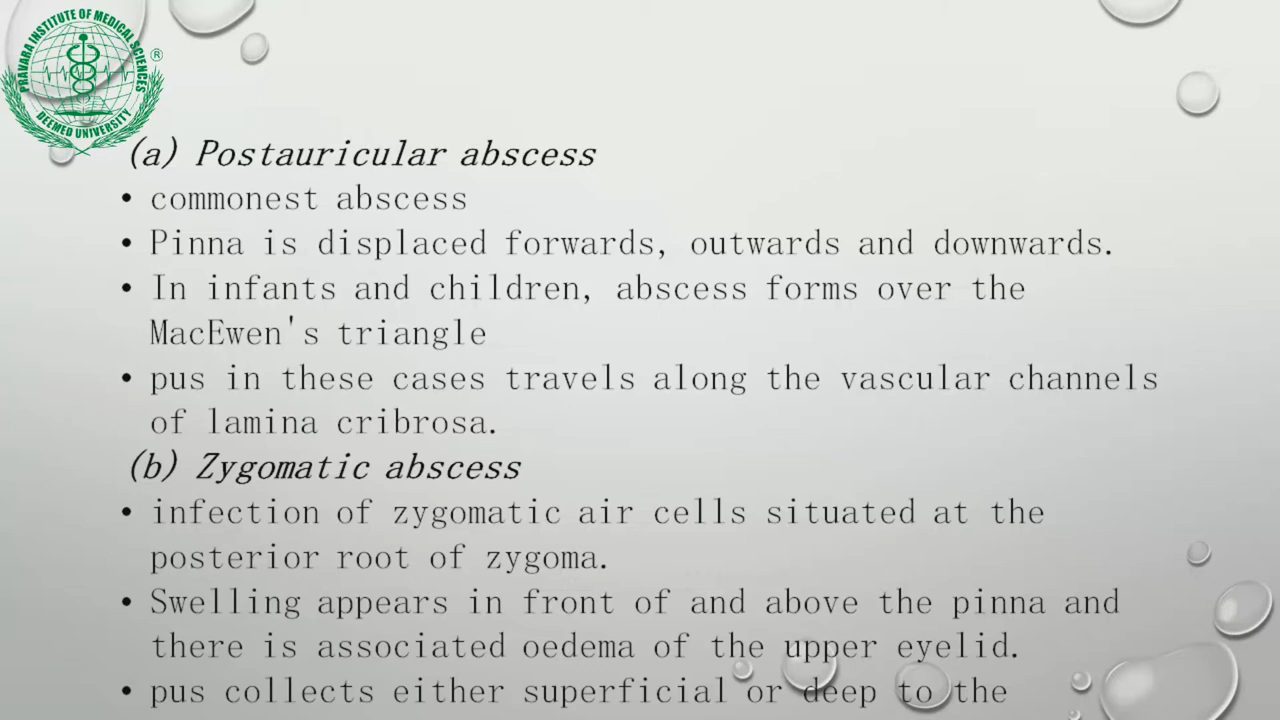 PRAVARA INSTITUTE OF MEDICAL SCIENCES
DEEMED UNIVERSITY
®
(a) Postauricular abscess
• commonest abscess
• Pinna is displaced forwards, outwards and downwards.
• In infants and children, abscess forms over the
MacEwen's triangle
• pus in these cases travels along the vascular channels
of lamina cribrosa.
(b) Zygomatic abscess
• infection of zygomatic air cells situated at the
posterior root of zygoma.
• Swelling appears in front of and above the pinna and
there is associated oedema of the upper eyelid.
• pus collects either superficial or deep to the